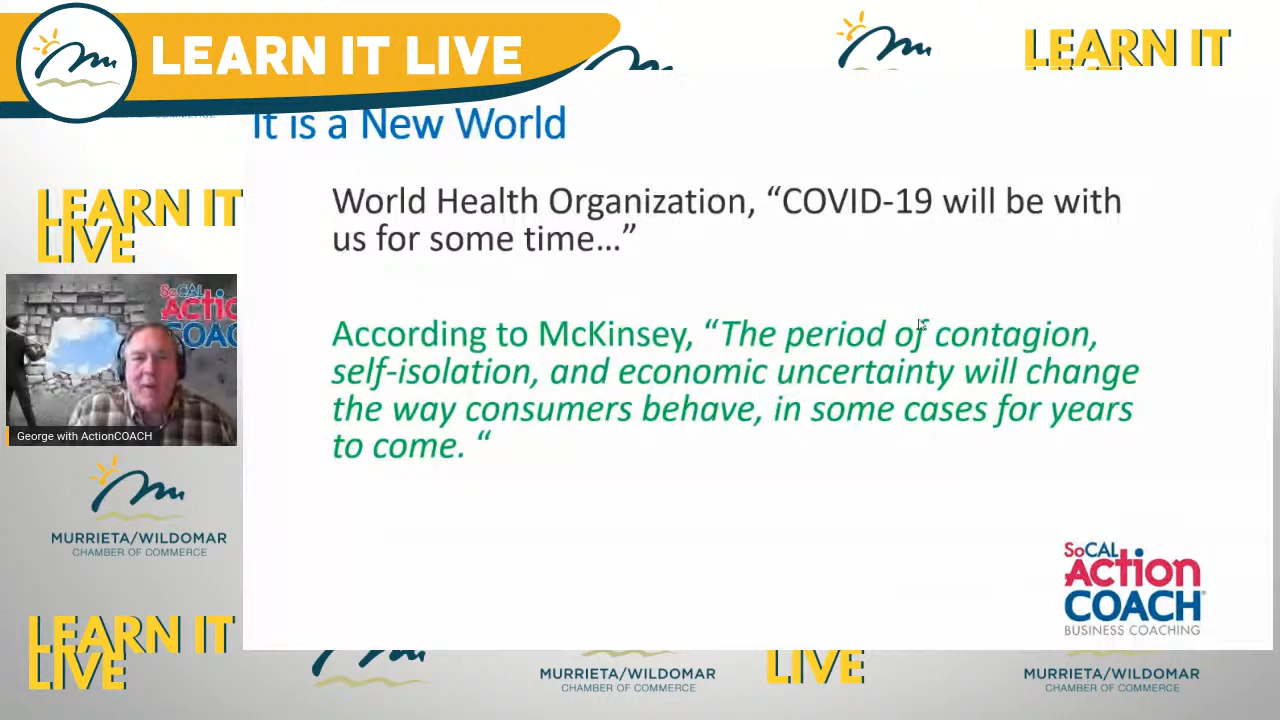 LEARN IT LIVE
LEARN IT
It is a New World
World Health Organization, “COVID-19 will be with
us for some time…”
According to McKinsey, “The period of contagion,
self-isolation, and economic uncertainty will change
the way consumers behave, in some cases for years
to come. “
LEARN IT
LIVE
SoCAL
ACTion
COAC
George with ActionCOACH
MURRIETA/WILDOMAR
CHAMBER OF COMMERCE
SoCAL
ACTion
COACH
BUSINESS COACHING
LEARN IT
LIVE
MURRIETA/WILDOMAR
CHAMBER OF COMMERCE
LIVE
MURRIETA/WILDOMAR
CHAMBER OF COMMERCE